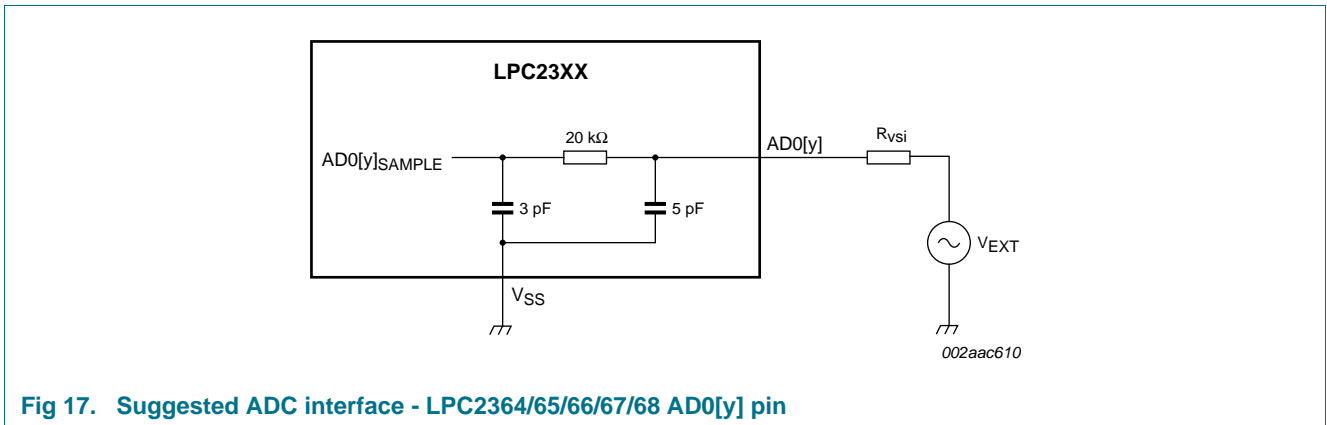 LPC23XX
20 kΩ
AD0[y]SAMPLE
3 pF
5 pF
AD0[y]
Rvsi
VEXT
VSS
002aac610
Fig 17. Suggested ADC interface - LPC2364/65/66/67/68 AD0[y] pin